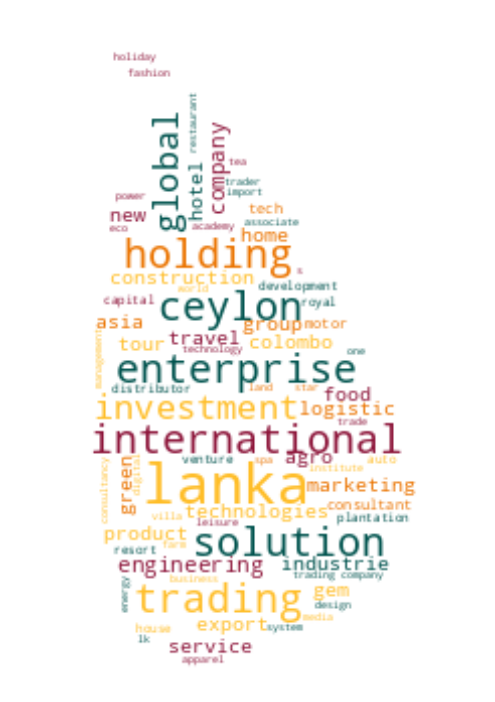 holiday
fashion
restaurant
global
company
hotel
tea
trader
import
power
tech
new
associate
eco
academy
home
holding
s
construction
development
world
capital
ceylon
royal
asia
group
motor
travel
tour
colombo
technology
one
management
enterprise
distributor
land
star
food
investment
logistic
trade
international
venture
spa
agro
auto
institute
green
digital
consultancy
lanka
marketing
technologies
consultant
villa
leisure
plantation
product
solution
resort
farm
engineering
industrie
business
trading company
energy
trading
gem
design
house
export
system
media
lk
service
apparel